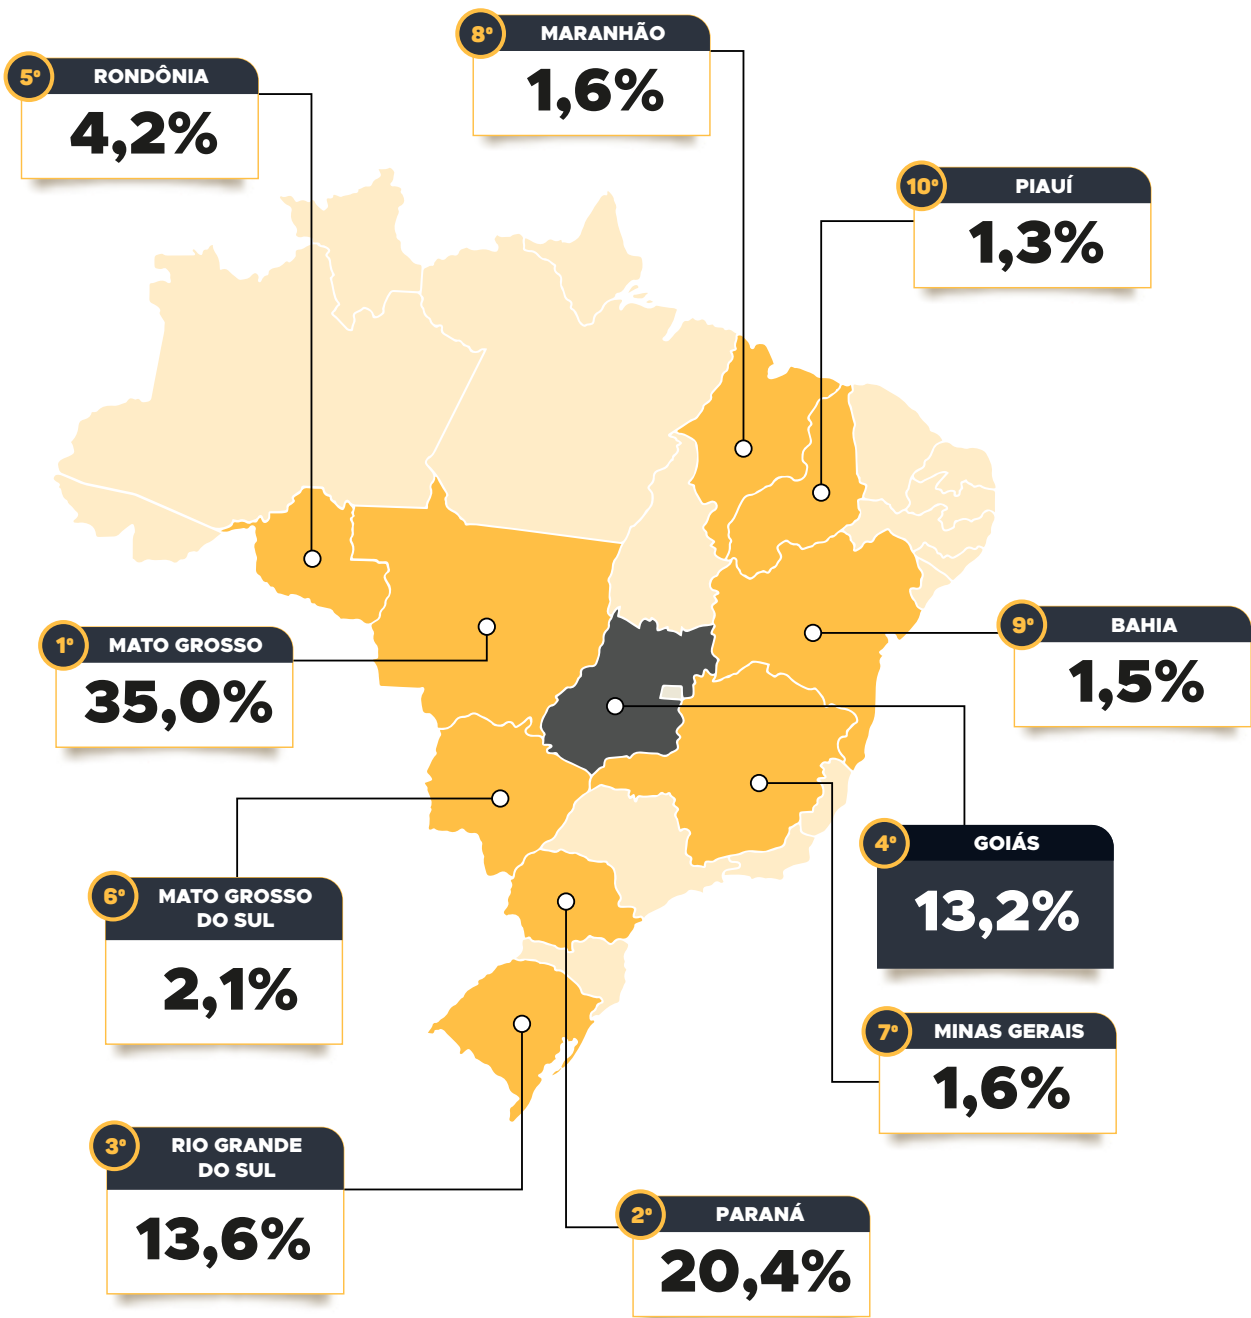 8º
MARANHÃO
1,6%
5º
RONDÔNIA
4,2%
10º
PIAUÍ
1,3%
9º
BAHIA
1,5%
1º
MATO GROSSO
35,0%
4º
GOIÁS
13,2%
6º
MATO GROSSO
DO SUL
2,1%
7º
MINAS GERAIS
1,6%
3º
RIO GRANDE
DO SUL
13,6%
2º
PARANÁ
20,4%